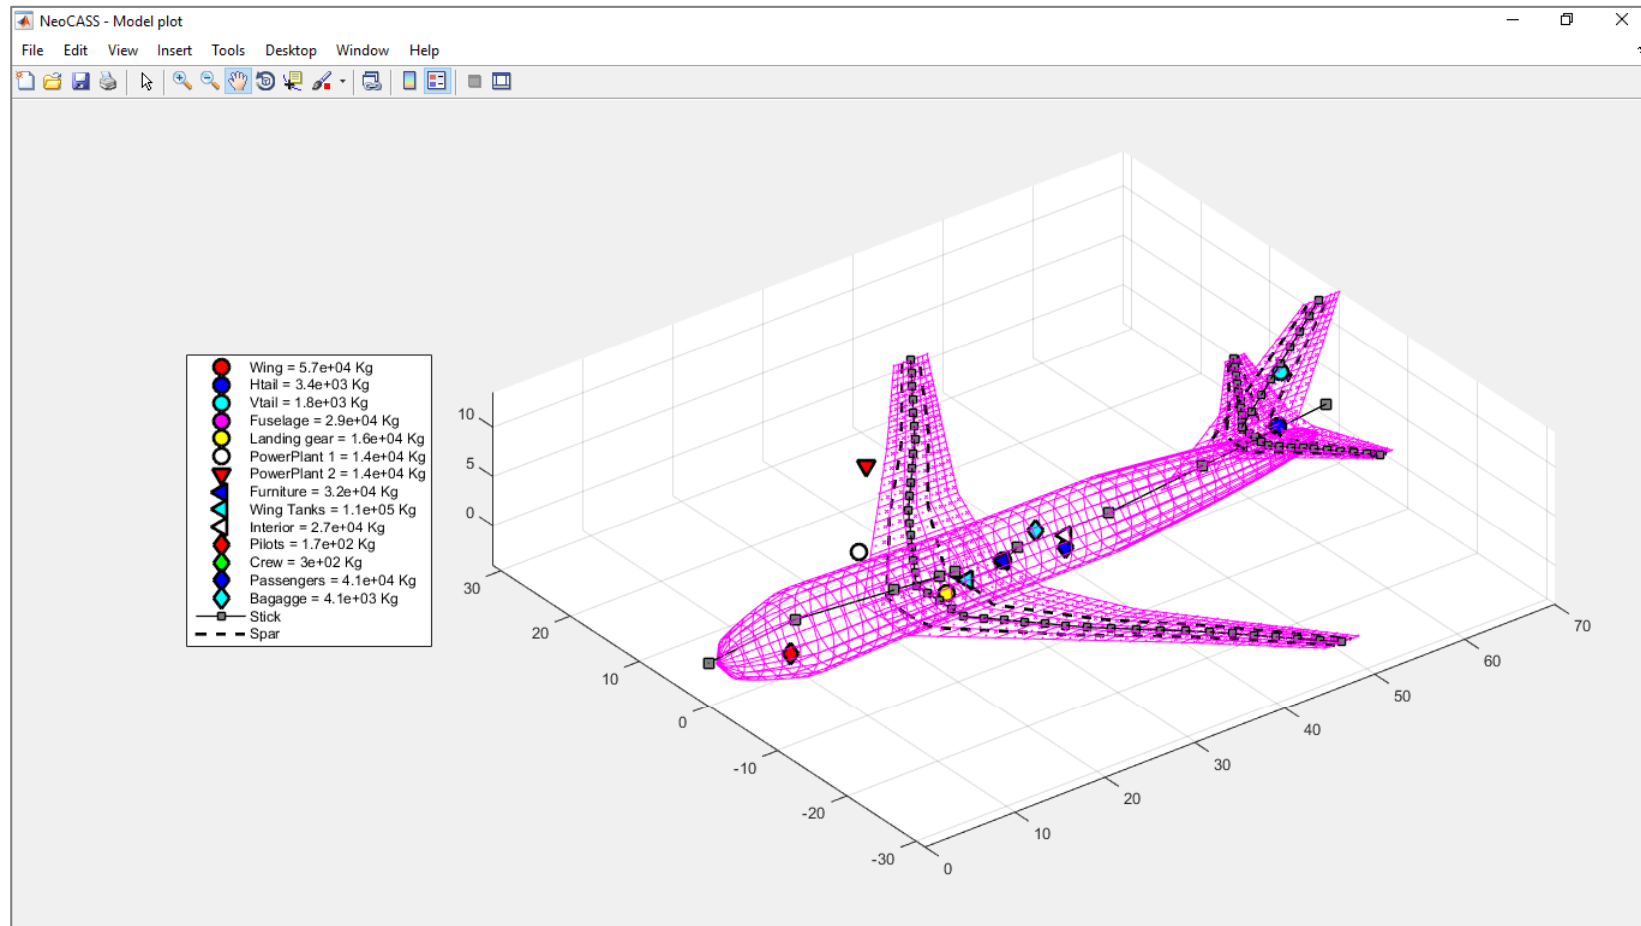 NeoCASS - Model plot
File Edit View Insert Tools Desktop Window Help
Wing = 5.7e+04 Kg
Htail = 3.4e+03 Kg
Vtail = 1.8e+03 Kg
Fuselage = 2.9e+04 Kg
Landing gear = 1.6e+04 Kg
PowerPlant 1 = 1.4e+04 Kg
PowerPlant 2 = 1.4e+04 Kg
Furniture = 3.2e+04 Kg
Wing Tanks = 1.1e+05 Kg
Interior = 2.7e+04 Kg
Pilots = 1.7e+02 Kg
Crew = 3e+02 Kg
Passengers = 4.1e+04 Kg
Bagagge = 4.1e+03 Kg
Stick
Spar
10
5
0
30
20
10
0
-10
-20
-30
0
10
20
30
40
50
60
70